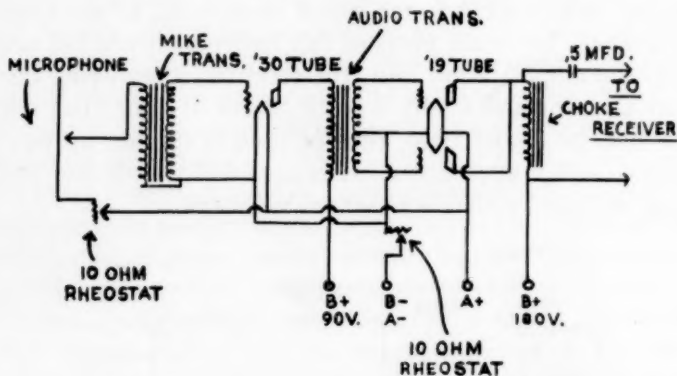 AUDIO TRANS.
MIKE
TRANS.
'30 TUBE
'19 TUBE
.5 MFD.
MICROPHONE
TO
CHOKE
RECEIVER
10 OHM
RHEOSTAT
B+
90V.
B-
A-
A+
B+
180V.
10 OHM
RHEOSTAT